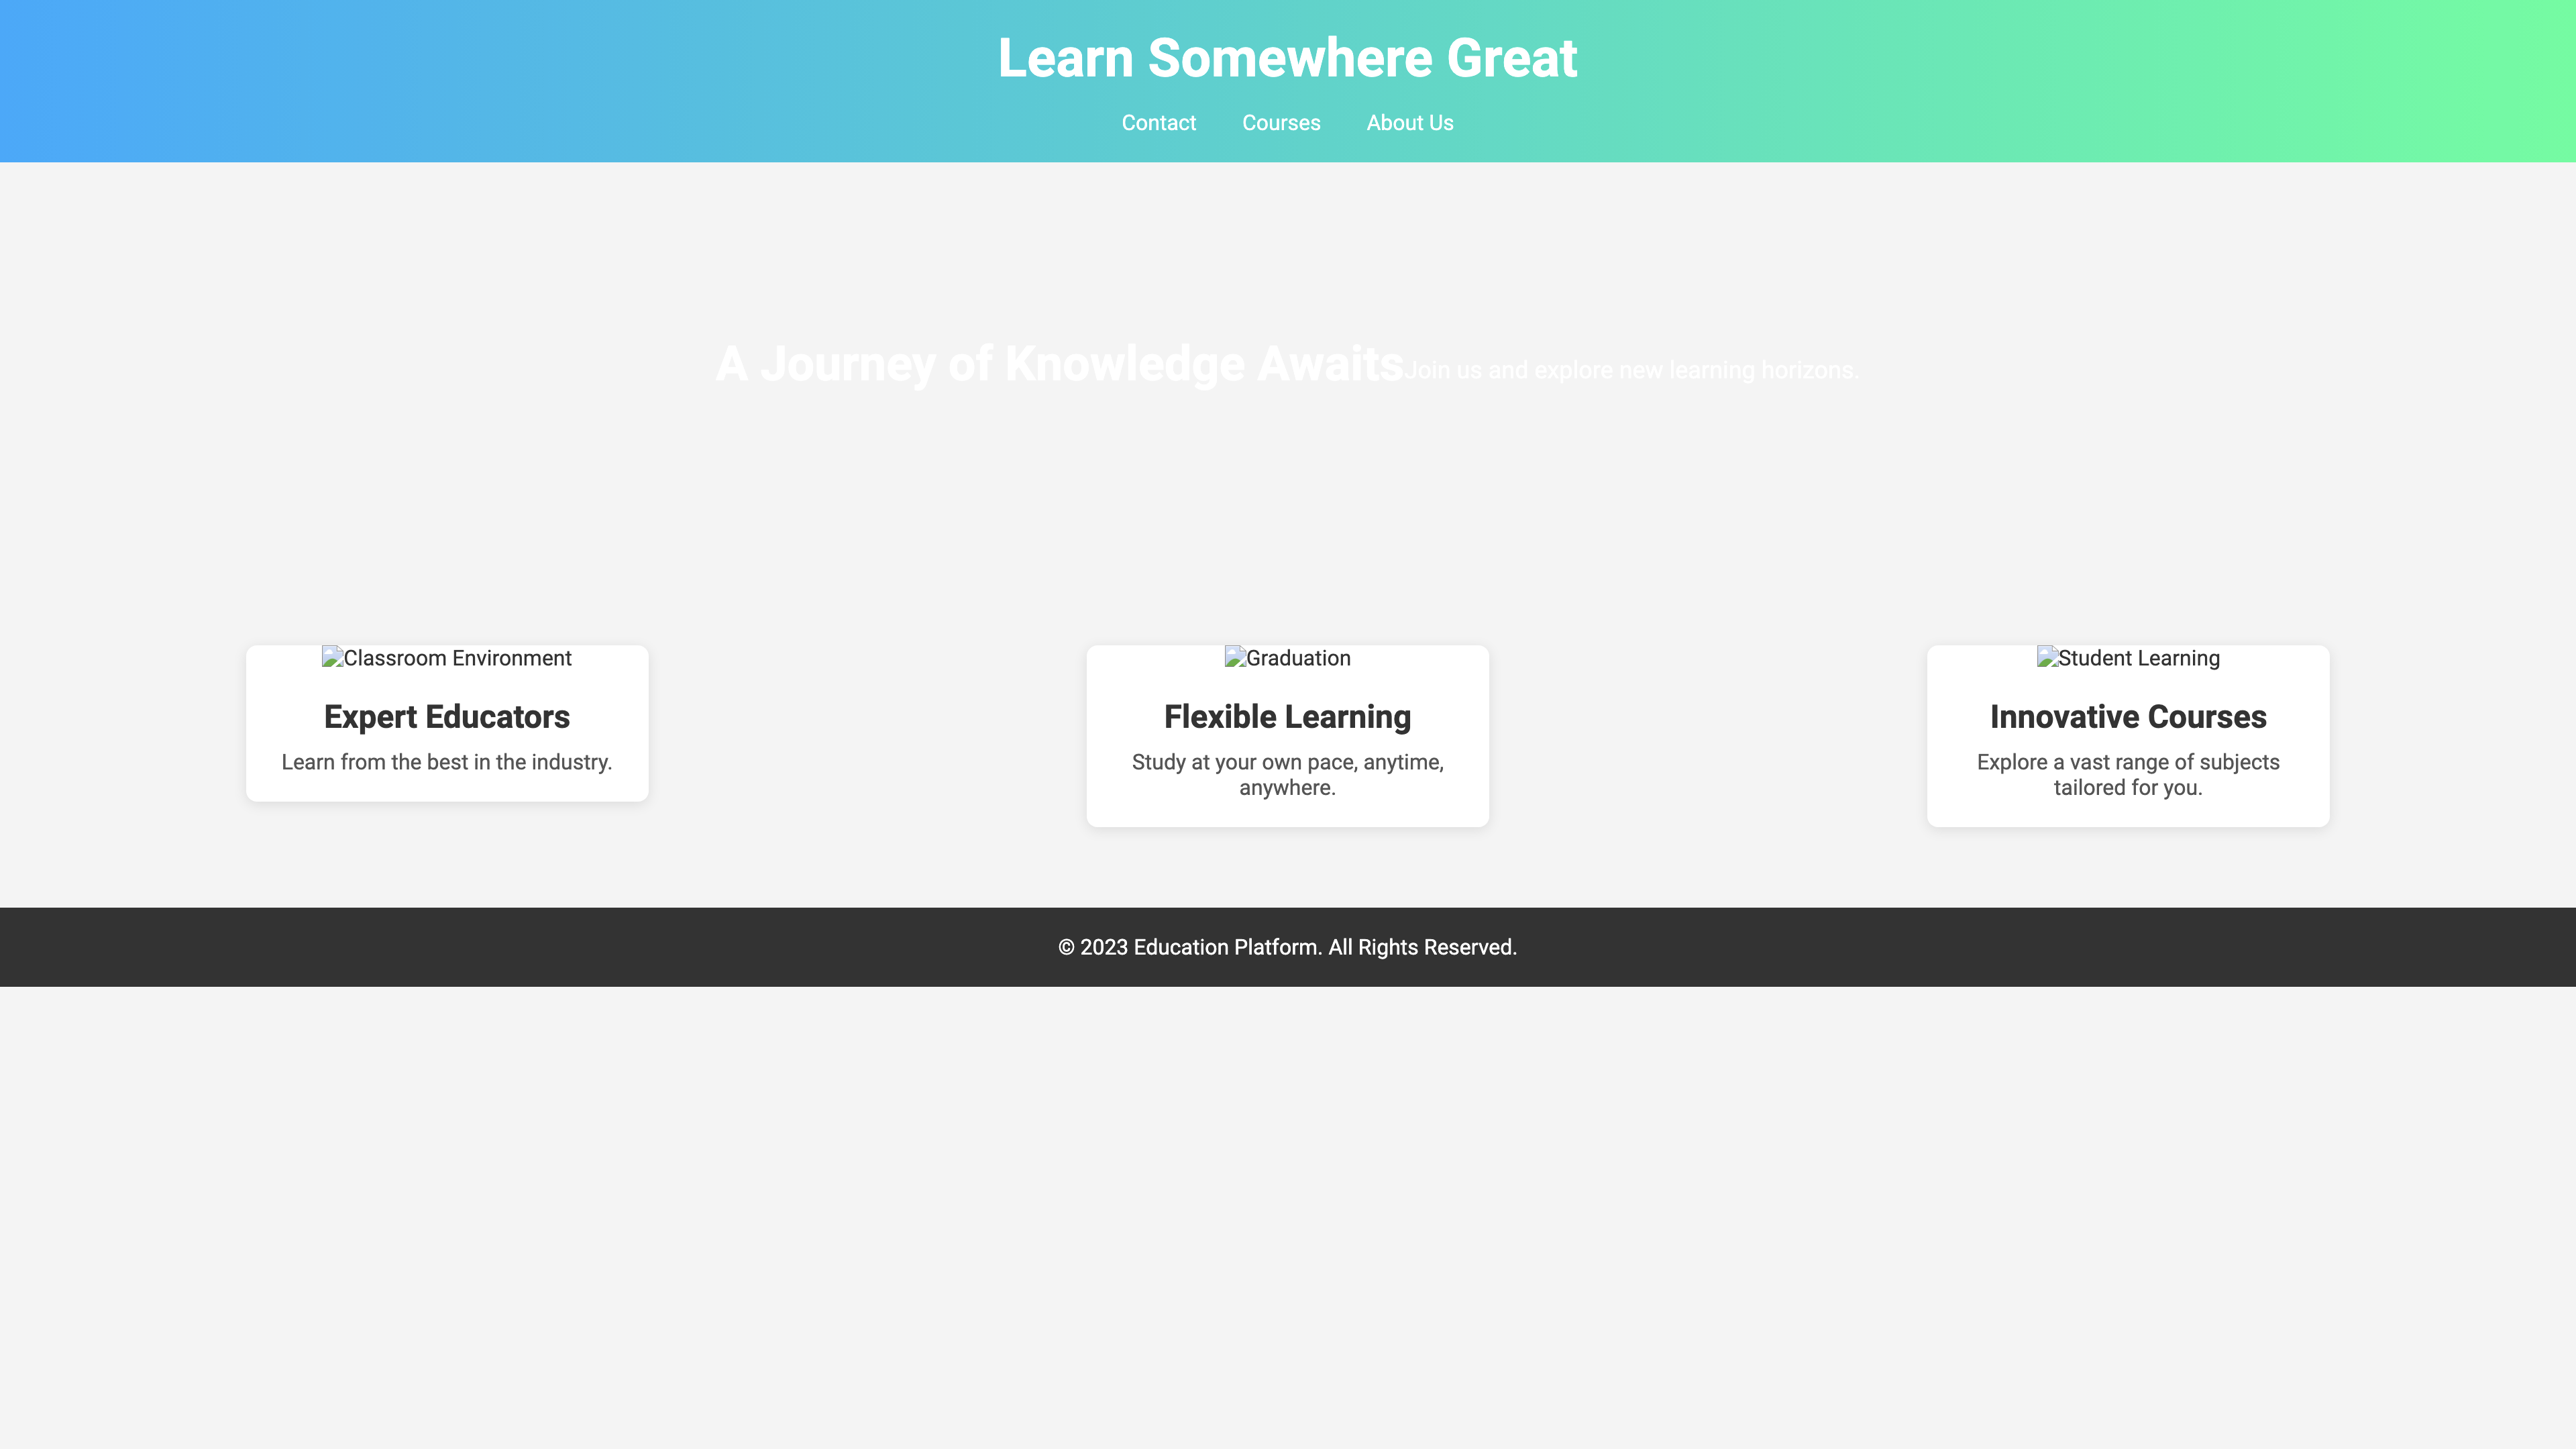 Learn Somewhere Great
Contact Courses About Us
A Journey of Knowledge Awaits Join us and explore new learning horizons.
Classroom Environment
Expert Educators
Learn from the best in the industry.
Graduation
Flexible Learning
Study at your own pace, anytime,
anywhere.
Student Learning
Innovative Courses
Explore a vast range of subjects
tailored for you.
© 2023 Education Platform. All Rights Reserved.